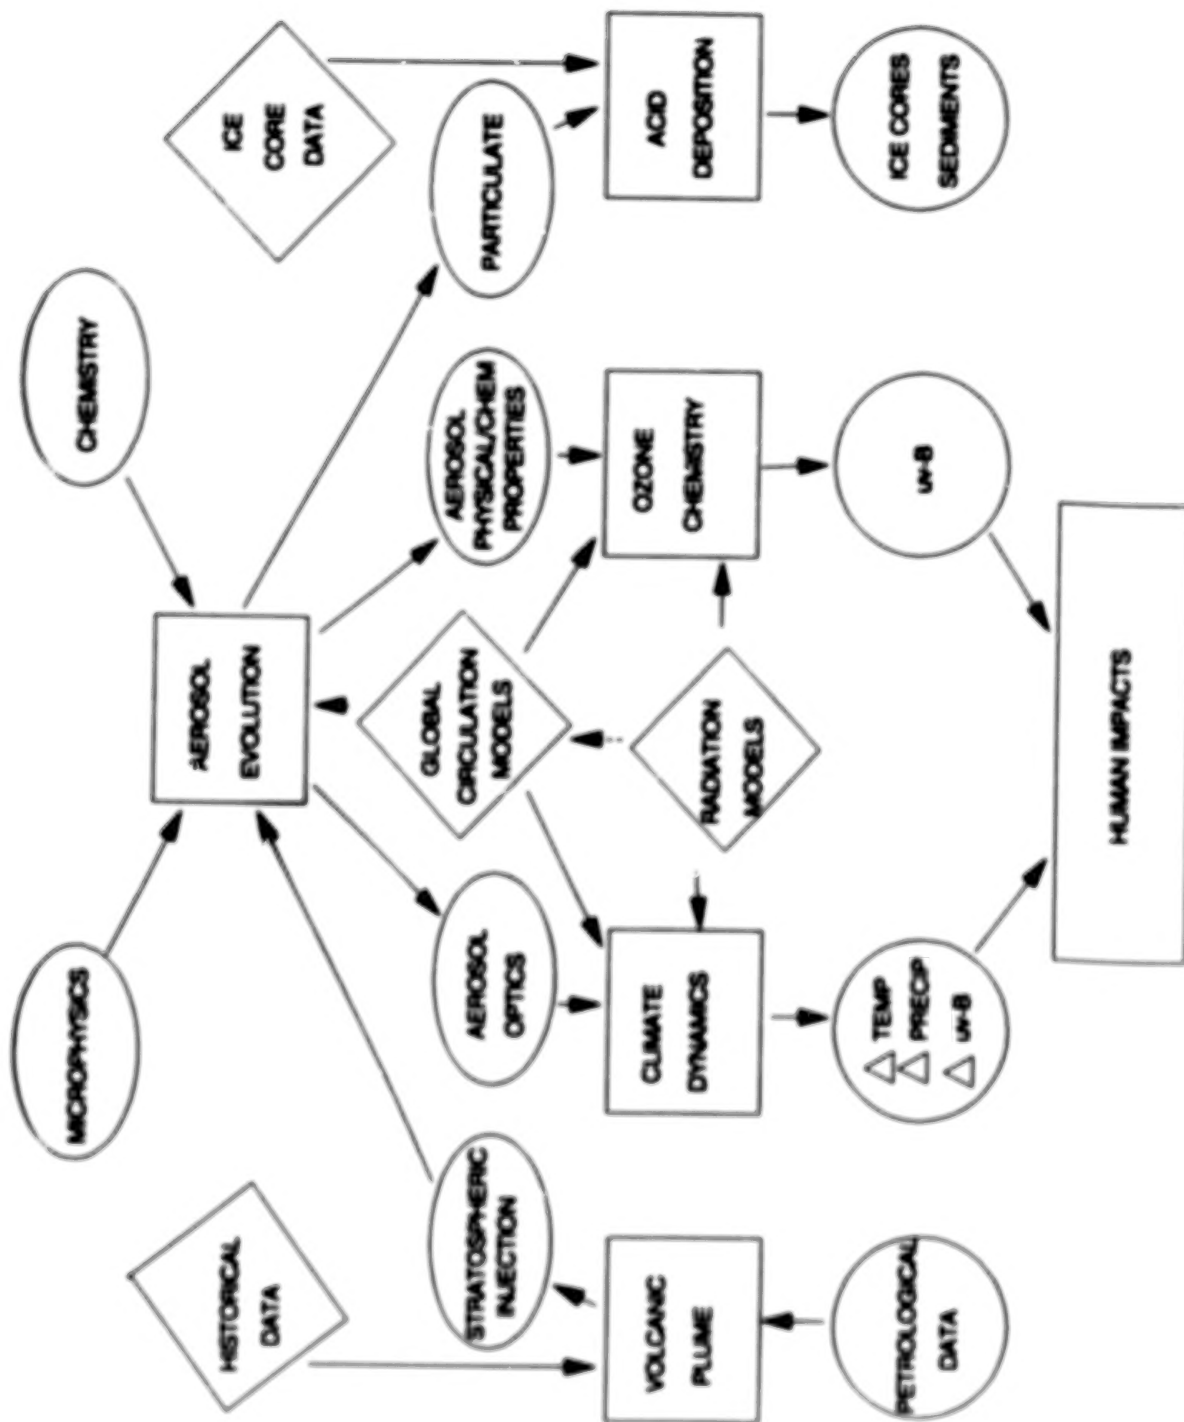 MICROPHYSICS
CHEMISTRY
HISTORICAL
DATA
AEROSOL
EVOLUTION
ICE
CORE
DATA
STRATOSPHERIC
INJECTION
AEROSOL
OPTICS
GLOBAL
CIRCULATION
MODELS
AEROSOL
PHYSICAL/CHEM
PROPERTIES
PARTICULATE
VOLCANIC
PLUME
CLIMATE
DYNAMICS
RADIATION
MODELS
OZONE
CHEMISTRY
ACID
DEPOSITION
PETROLOGICAL
DATA
△ TEMP
△ PRECIP
△ uv-B
uv-B
ICE CORES
SEDIMENTS
HUMAN IMPACTS